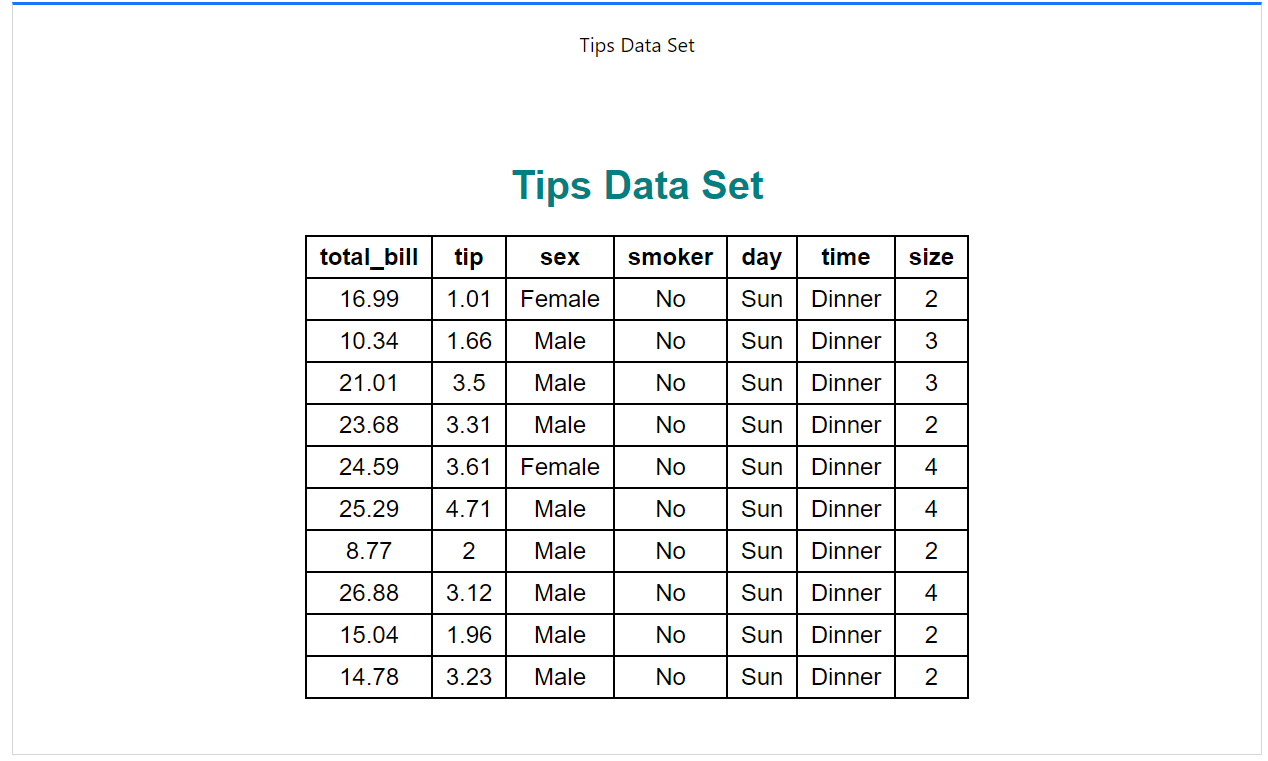 Tips Data Set
Tips Data Set
total_bill tip sex smoker day time size
16.99 1.01 Female No Sun Dinner 2
10.34 1.66 Male No Sun Dinner 3
21.01 3.5 Male No Sun Dinner 3
23.68 3.31 Male No Sun Dinner 2
24.59 3.61 Female No Sun Dinner 4
25.29 4.71 Male No Sun Dinner 4
8.77 2 Male No Sun Dinner 2
26.88 3.12 Male No Sun Dinner 4
15.04 1.96 Male No Sun Dinner 2
14.78 3.23 Male No Sun Dinner 2